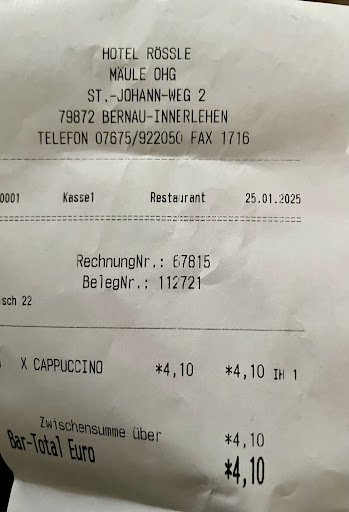 HOTEL RÖSSLE
MÄULE OHG
ST.-JOHANN-WEG 2
79872 BERNAU-INNERLEHEN
TELEFON 07675/922050 FAX 1716
0001 Kasse1 Restaurant 25.01.2025
RechnungNr.: 67815
BelegNr.: 112721
sch 22
X CAPPUCCINO *4,10 *4,10 IH 1
Zwischensumme über *4,10
Bar-Total Euro *4,10